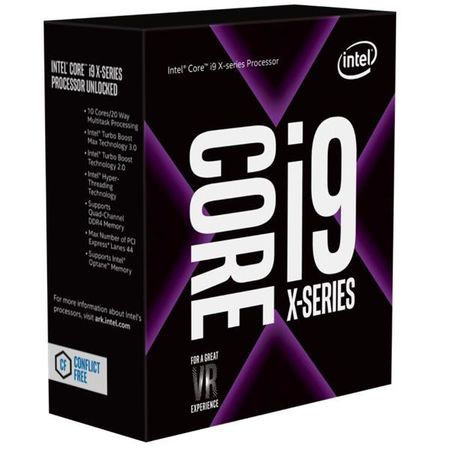 INTEL® CORE™ i9 X-SERIES
PROCESSOR UNLOCKED
• 10 Cores/20 Way
Multitask Processing
• Intel® Turbo Boost
Max Technology 3.0
• Intel® Turbo Boost
Technology 2.0
• Intel® Hyper-
Threading
Technology
• Supports
Quad-Channel
DDR4 Memory
• Max Number of PCI
Express® Lanes 44
• Supports Intel®
Optane™ Memory
For more information about Intel's
processors, visit ark.intel.com
CF
CONFLICT
FREE
Intel® Core™ i9 X-series Processor
intel
CORE
i9
X-SERIES
FOR A GREAT
VR
EXPERIENCE